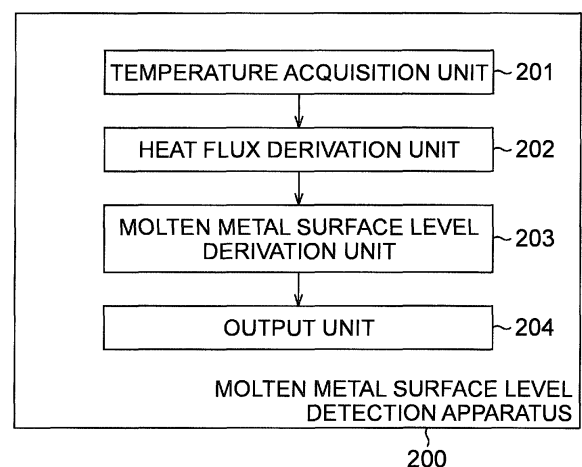 TEMPERATURE ACQUISITION UNIT 201
HEAT FLUX DERIVATION UNIT 202
MOLTEN METAL SURFACE LEVEL
DERIVATION UNIT 203
OUTPUT UNIT 204
MOLTEN METAL SURFACE LEVEL
DETECTION APPARATUS
200